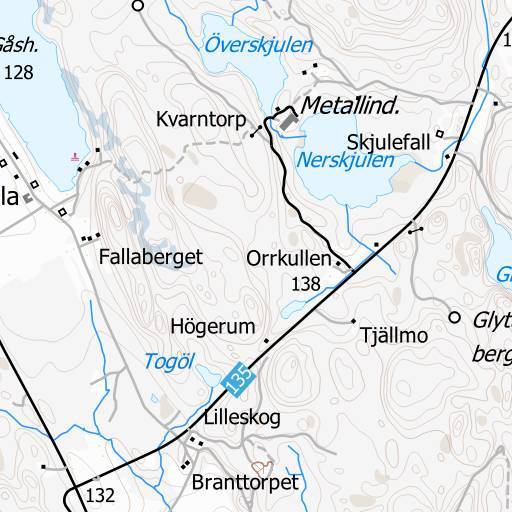 Gåsh.
128
Överskjulen
Metallind.
Kvarntorp
Skjulefall
Nerskjulen
la
Fallaberget
Orrkullen
138
Högerum
Tjällmo
Glyt
berg
Togöl
135
Lilleskog
Branttorpet
132